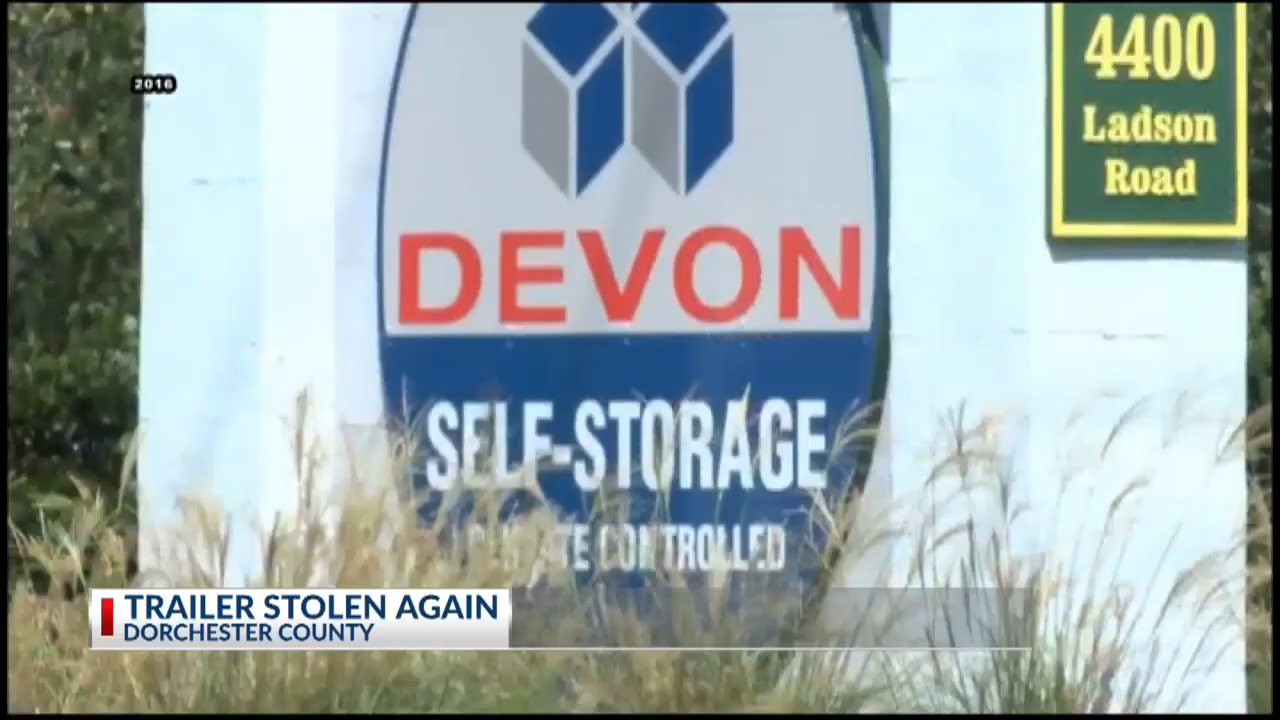 2016
4400
Ladson
Road
DEVON
SELF-STORAGE
CONTROLLED
TRAILER STOLEN AGAIN
DORCHESTER COUNTY